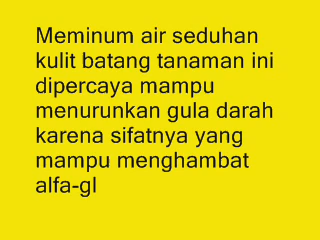 Meminum air seduhan
kulit batang tanaman ini
dipercaya mampu
menurunkan gula darah
karena sifatnya yang
mampu menghambat
alfa-gl